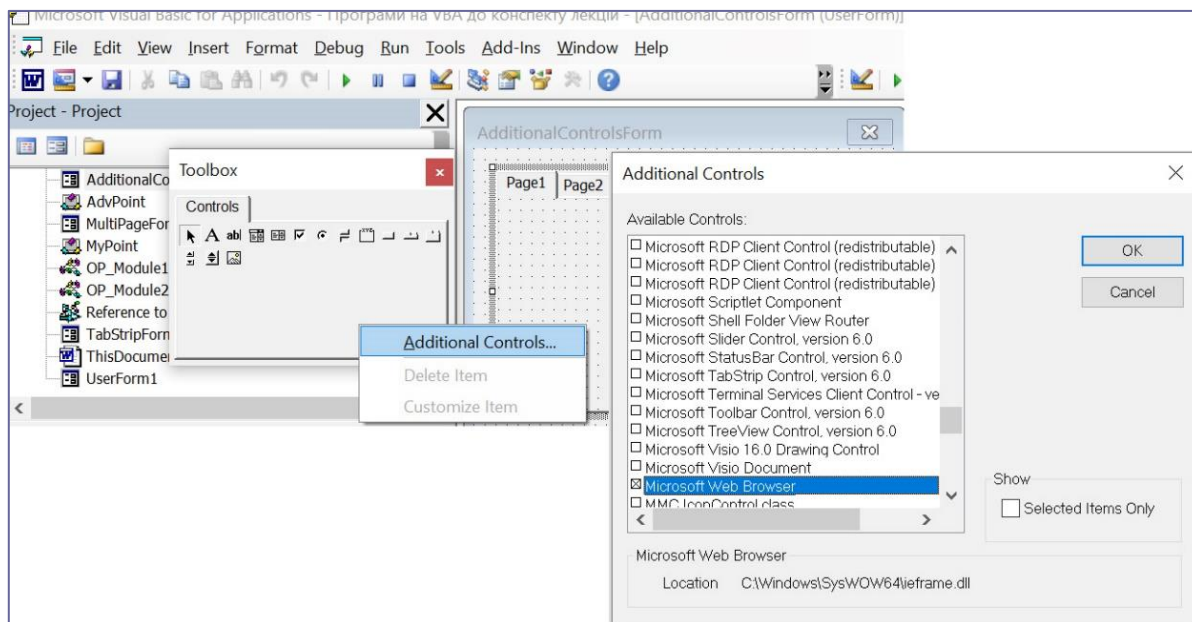 Microsoft Visual Basic for Applications - Програми на VBA до конспекту лекцій - [AdditionalControlsForm (UserForm)]
File Edit View Insert Format Debug Run Tools Add-Ins Window Help
Project - Project
AdditionalCo
AdvPoint
MultiPageFor
MyPoint
OP_Module1
OP_Module2
Reference to
TabStripForm
ThisDocumen
UserForm1
Toolbox
Controls
A abl
Additional Controls...
Delete Item
Customize Item
AdditionalControlsForm
Page1 Page2
Additional Controls
Available Controls:
Microsoft RDP Client Control (redistributable)
Microsoft RDP Client Control (redistributable)
Microsoft RDP Client Control (redistributable)
Microsoft Scriptlet Component
Microsoft Shell Folder View Router
Microsoft Slider Control, version 6.0
Microsoft StatusBar Control, version 6.0
Microsoft TabStrip Control, version 6.0
Microsoft Terminal Services Client Control - ve
Microsoft Toolbar Control, version 6.0
Microsoft TreeView Control, version 6.0
Microsoft Visio 16.0 Drawing Control
Microsoft Visio Document
Microsoft Web Browser
MMC IconControl class
OK
Cancel
Show
Selected Items Only
Microsoft Web Browser
Location C:\Windows\SysWOW64\ieframe.dll